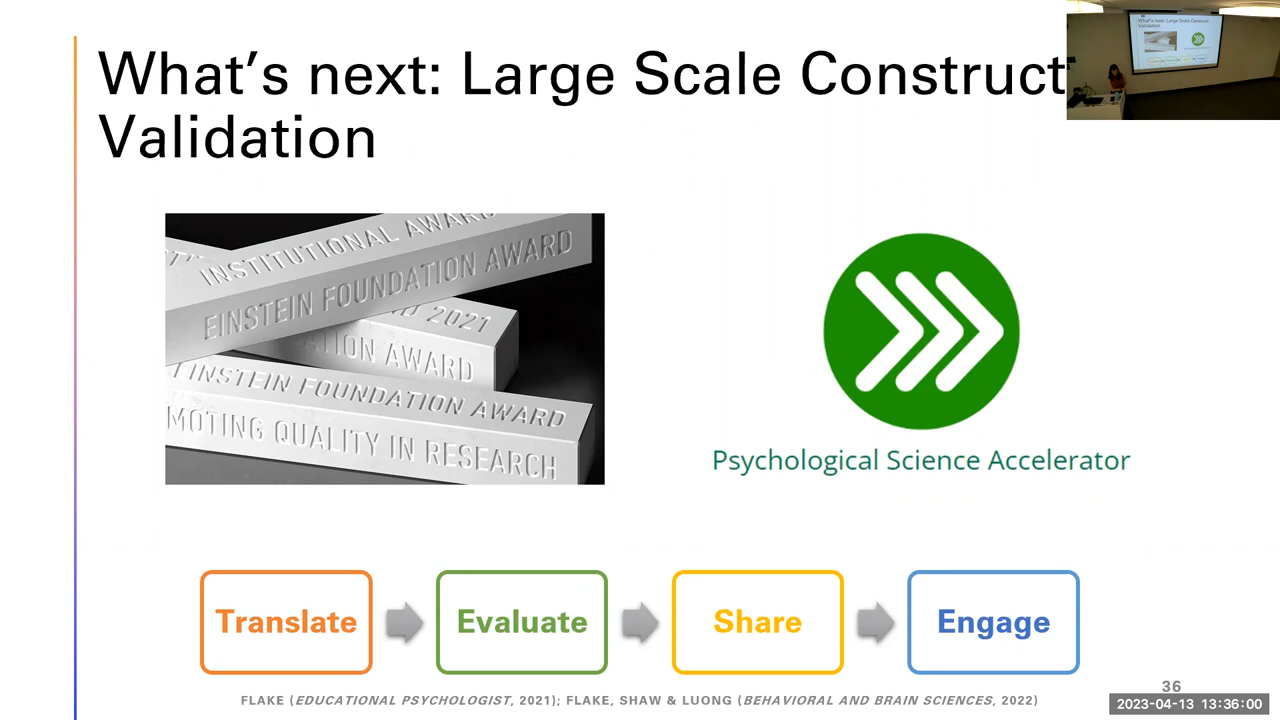 What's next: Large Scale Construct
Validation
INSTITUTIONAL AWARD
EINSTEIN FOUNDATION AWARD
2021
ATION AWARD
EINSTEIN FOUNDATION AWARD
MOTING QUALITY IN RESEARCH
Psychological Science Accelerator
Translate
Evaluate
Share
Engage
FLAKE (EDUCATIONAL PSYCHOLOGIST, 2021); FLAKE, SHAW & LUONG (BEHAVIORAL AND BRAIN SCIENCES, 2022)
36
2023-04-13 13:36:00